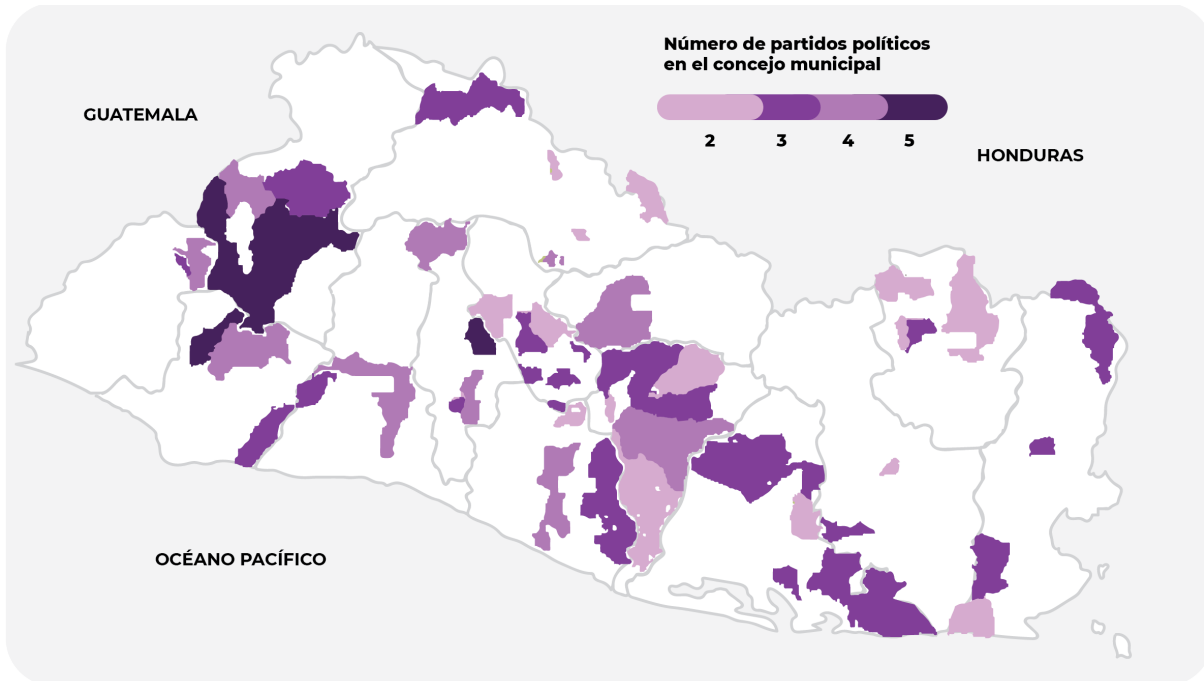 Número de partidos políticos
en el concejo municipal
2 3 4 5
GUATEMALA
HONDURAS
OCÉANO PACÍFICO